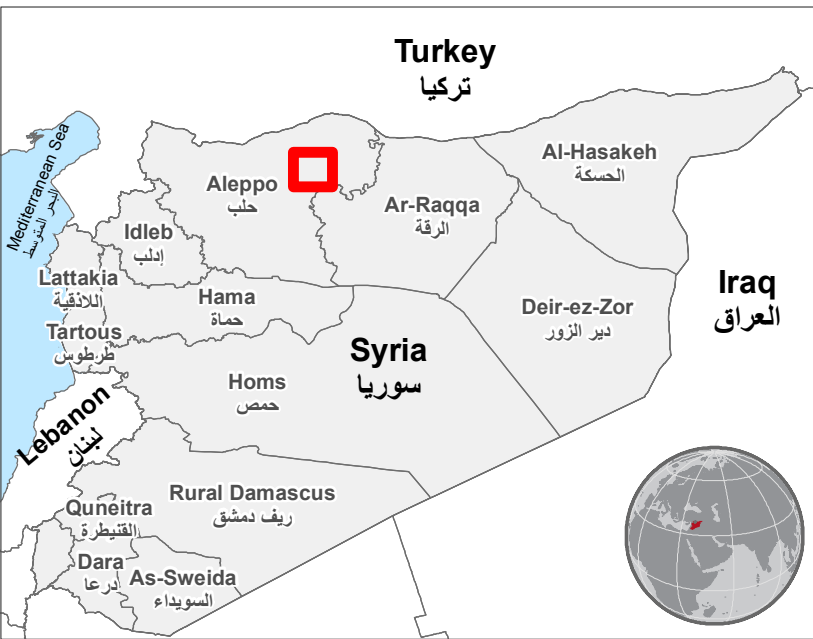 Turkey
تركيا
Mediterranean Sea
البحر المتوسط
Al-Hasakeh
الحسكة
Aleppo
حلب
Ar-Raqqa
الرقة
Idleb
إدلب
Lattakia
اللاذقية
Hama
حماة
Iraq
العراق
Deir-ez-Zor
دير الزور
Tartous
طرطوس
Syria
سوريا
Homs
حمص
Lebanon
لبنان
Rural Damascus
ريف دمشق
Quneitra
القنيطرة
Dara
درعا
As-Sweida
السويداء